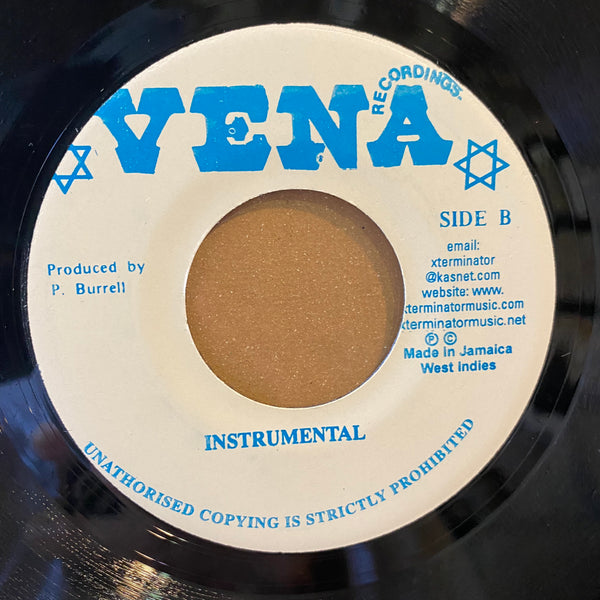 VENA
RECORDINGS
SIDE B
email:
xterminator
@kasnet.com
website: www.
xterminatormusic.com
xterminatormusic.net
Ⓟ ©
Made In Jamaica
West indies
Produced by
P. Burrell
INSTRUMENTAL
UNATHORISED COPYING IS STRICTLY PROHIBITED